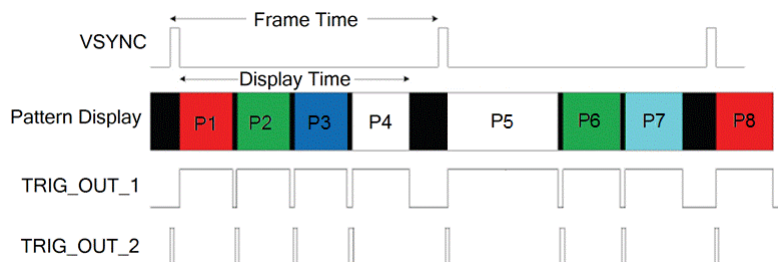 Frame Time
VSYNC
Display Time
Pattern Display
P1 P2 P3 P4 P5 P6 P7 P8
TRIG_OUT_1
TRIG_OUT_2